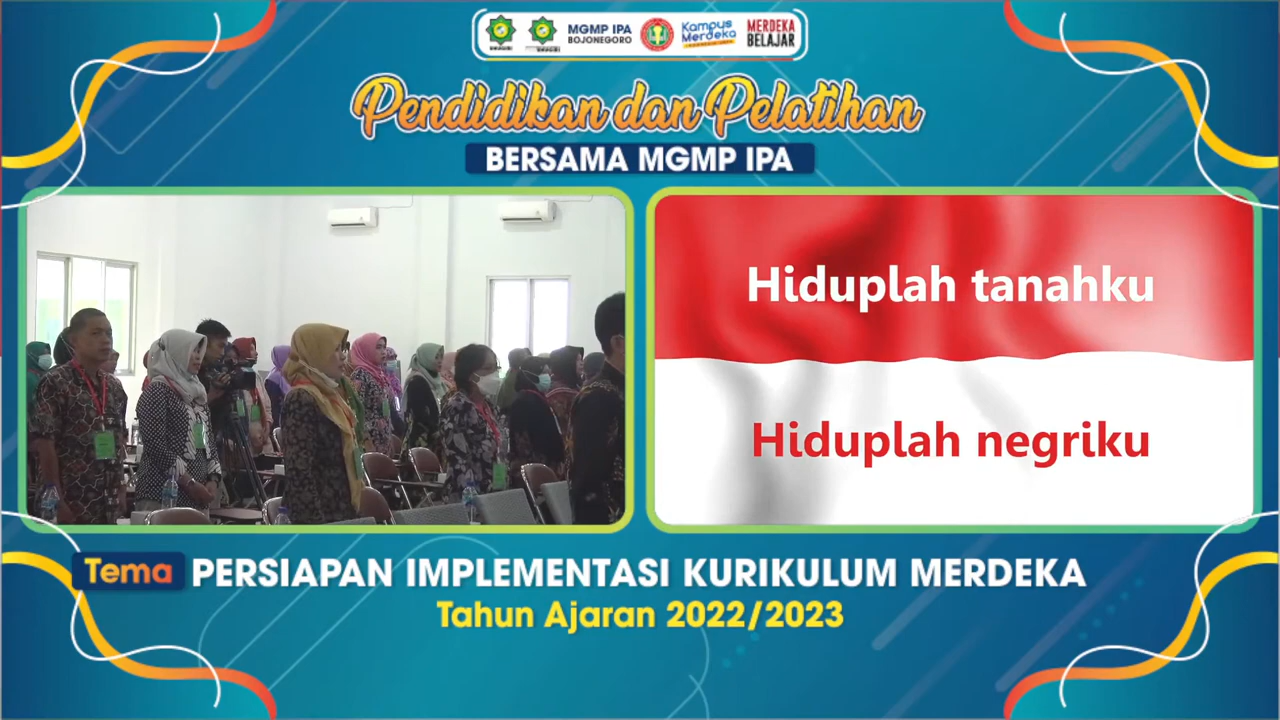 MGMP IPA
BOJONEGORO
Kampus
Merdeka
MERDEKA
BELAJAR
Pendidikan dan Pelatihan
BERSAMA MGMP IPA
Hiduplah tanahku
Hiduplah negriku
Tema PERSIAPAN IMPLEMENTASI KURIKULUM MERDEKA
Tahun Ajaran 2022/2023